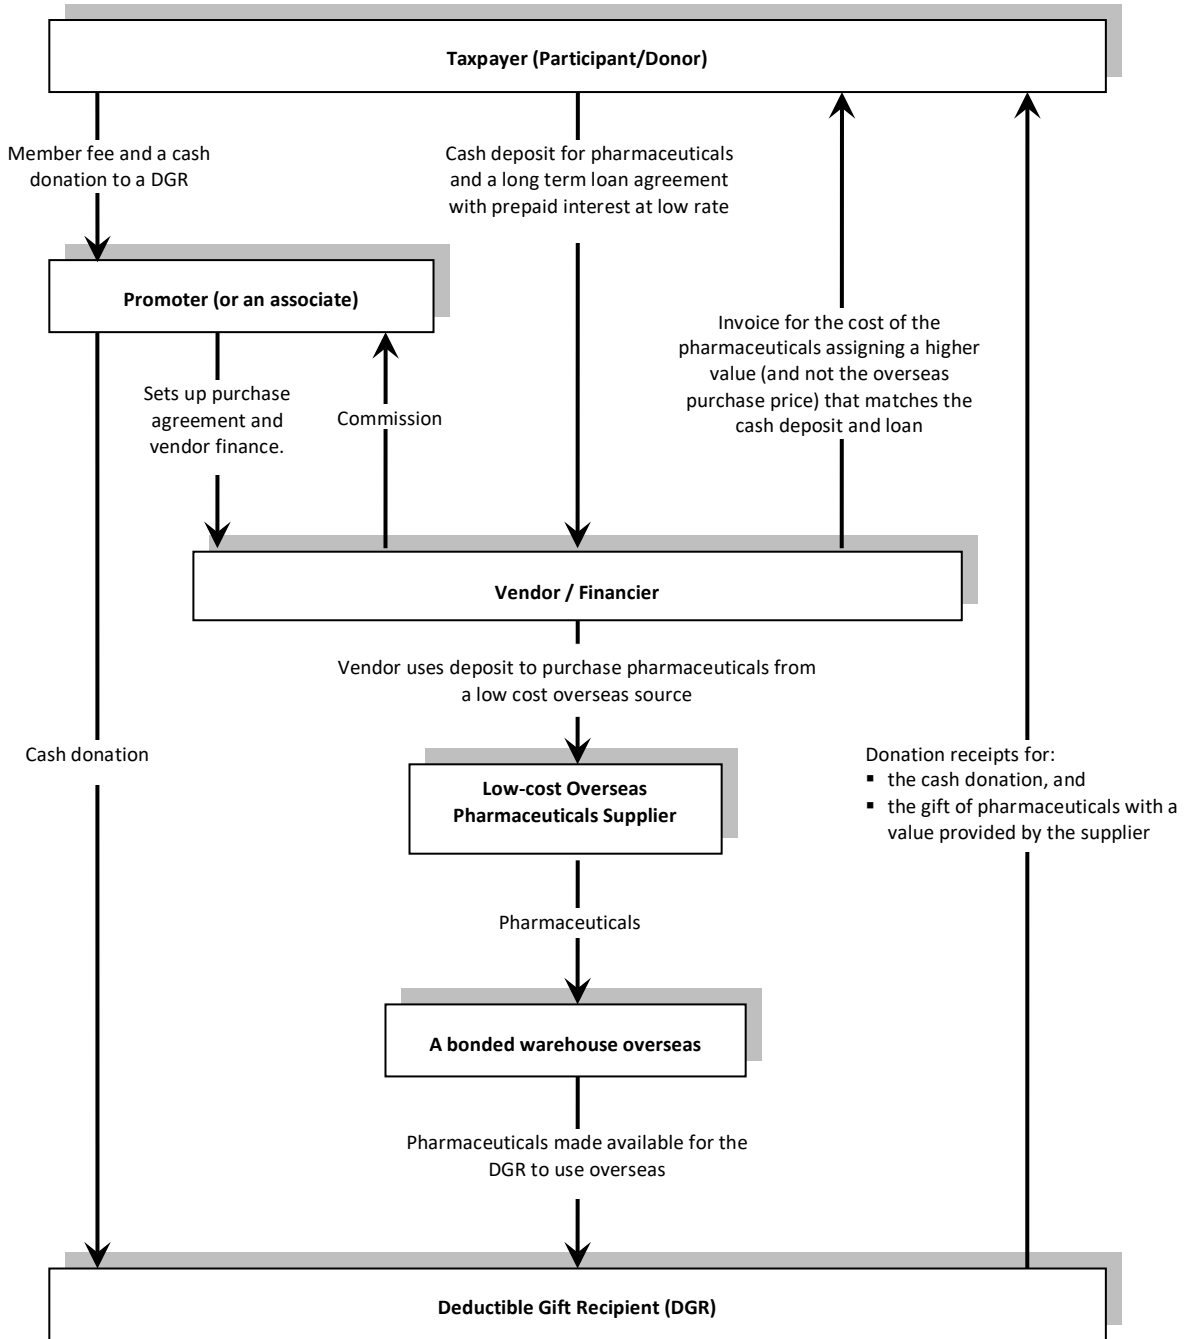 Taxpayer (Participant/Donor)
Member fee and a cash
donation to a DGR
Cash deposit for pharmaceuticals
and a long term loan agreement
with prepaid interest at low rate
Promoter (or an associate)
Invoice for the cost of the
pharmaceuticals assigning a higher
value (and not the overseas
purchase price) that matches the
cash deposit and loan
Sets up purchase
agreement and
vendor finance.
Commission
Vendor / Financier
Vendor uses deposit to purchase pharmaceuticals from
a low cost overseas source
Cash donation
Low-cost Overseas
Pharmaceuticals Supplier
Donation receipts for:
▪ the cash donation, and
▪ the gift of pharmaceuticals with a
value provided by the supplier
Pharmaceuticals
A bonded warehouse overseas
Pharmaceuticals made available for the
DGR to use overseas
Deductible Gift Recipient (DGR)